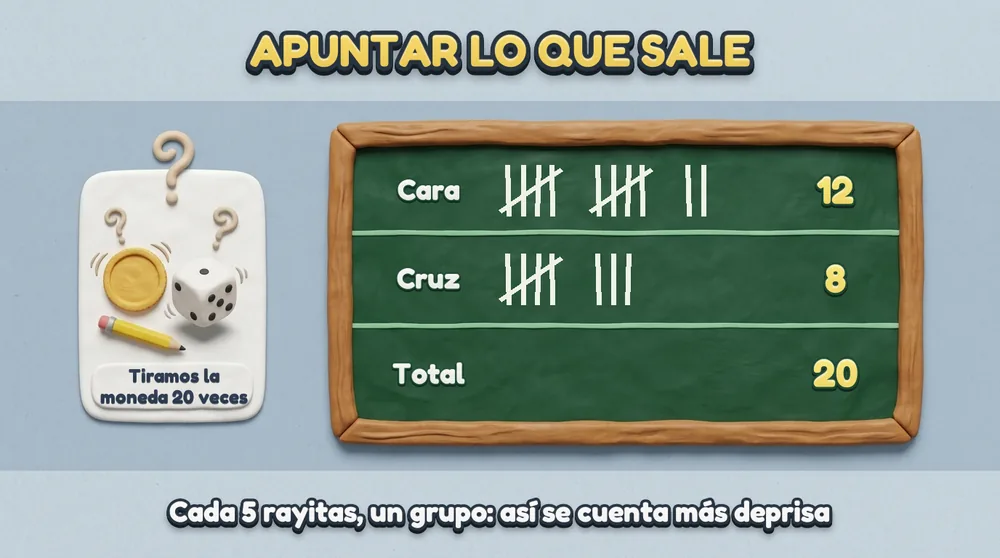 APUNTAR LO QUE SALE
Tiramos la
moneda 20 veces
Cara 12
Cruz 8
Total 20
Cada 5 rayitas, un grupo: así se cuenta más deprisa